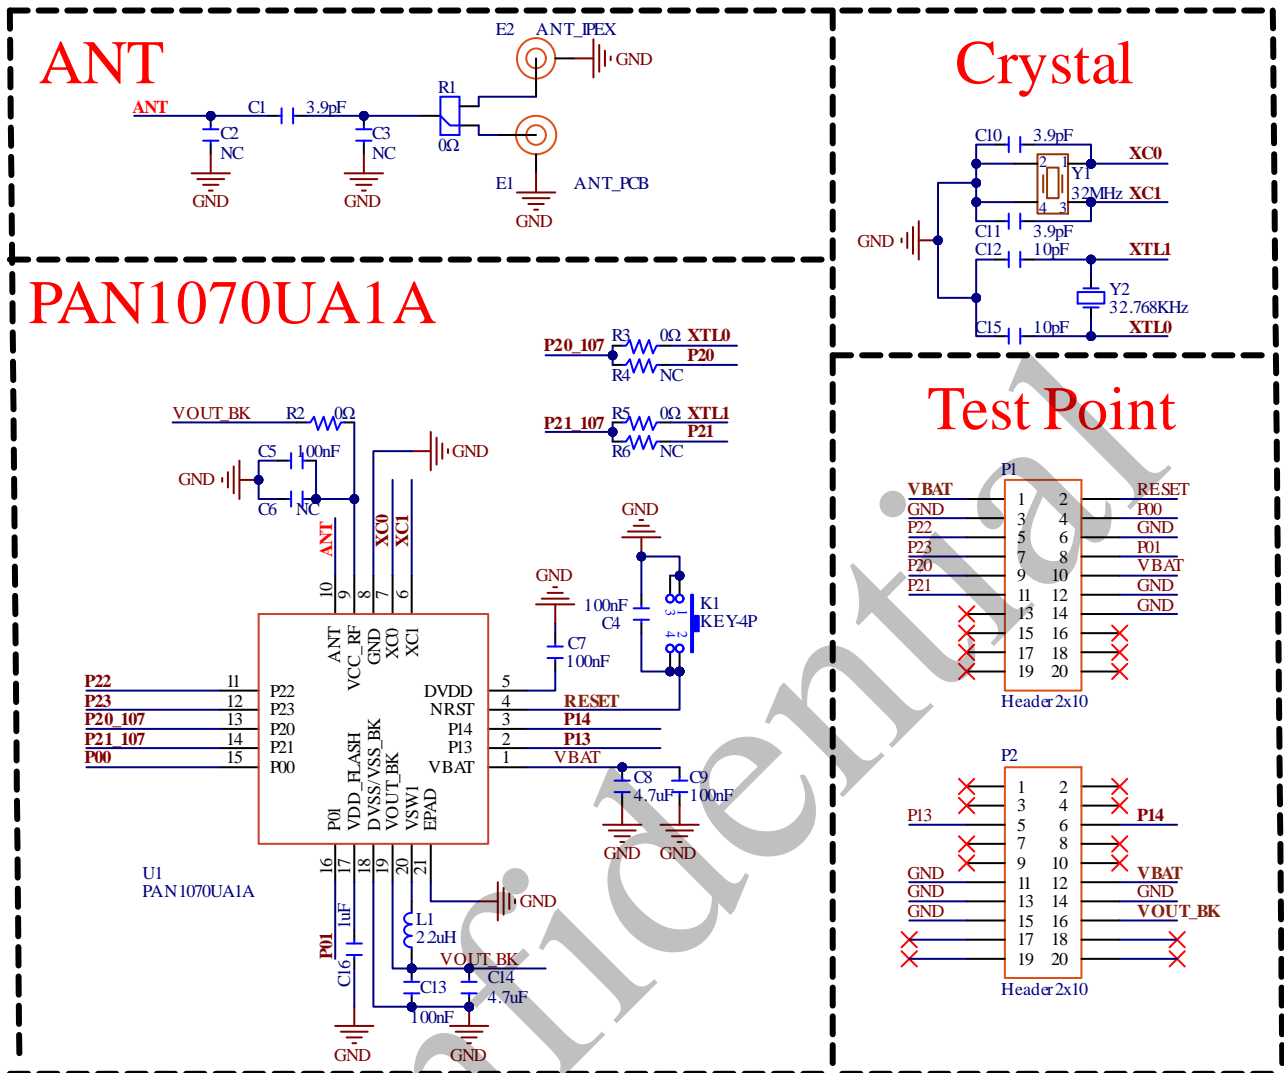 ANT
E2 ANT_IPEX
GND
ANT
C1 3.9pF
R1
0Ω
C2
NC
C3
NC
GND
GND
E1 ANT_PCB
GND
Crystal
C10 3.9pF
XC0
2 1
Y1
32MHz
XC1
4 3
C11 3.9pF
GND
C12 10pF
XTL1
Y2
32.768KHz
C15 10pF
XTL0
PAN1070UA1A
P20_107
R3 0Ω XTL0
R4 NC P20
P21_107
R5 0Ω XTL1
R6 NC P21
VOUT_BK R2 0Ω
C5 100nF
GND
C6 NC
GND
ANT
XC0
XC1
10
9
8
7
6
ANT
VCC_RF
GND
XC0
XC1
GND
C7
100nF
GND
100nF
C4
3 1
4 2
K1
KEY-4P
P22 11 P22
P23 12 P23
P20_107 13 P20
P21_107 14 P21
P00 15 P00
DVDD 5
NRST 4 RESET
P14 3 P14
P13 2 P13
VBAT 1 VBAT
C8
4.7uF
C9
100nF
GND
GND
P01
VDD_FLASH
DVSS/VSS_BK
VOUT_BK
VSW1
EPAD
16
17
18
19
20
21
U1
PAN1070UA1A
P01
1uF
C16
GND
L1
2.2uH
VOUT_BK
C13
100nF
C14
4.7uF
GND
GND
Test Point
P1
VBAT 1 2 RESET
GND 3 4 P00
P22 5 6 GND
P23 7 8 P01
P20 9 10 VBAT
P21 11 12 GND
13 14 GND
15 16
17 18
19 20
Header 2x10
P2
1 2
3 4
P13 5 6 P14
7 8
9 10
GND 11 12 VBAT
GND 13 14 GND
GND 15 16 VOUT_BK
17 18
19 20
Header 2x10
nfidential